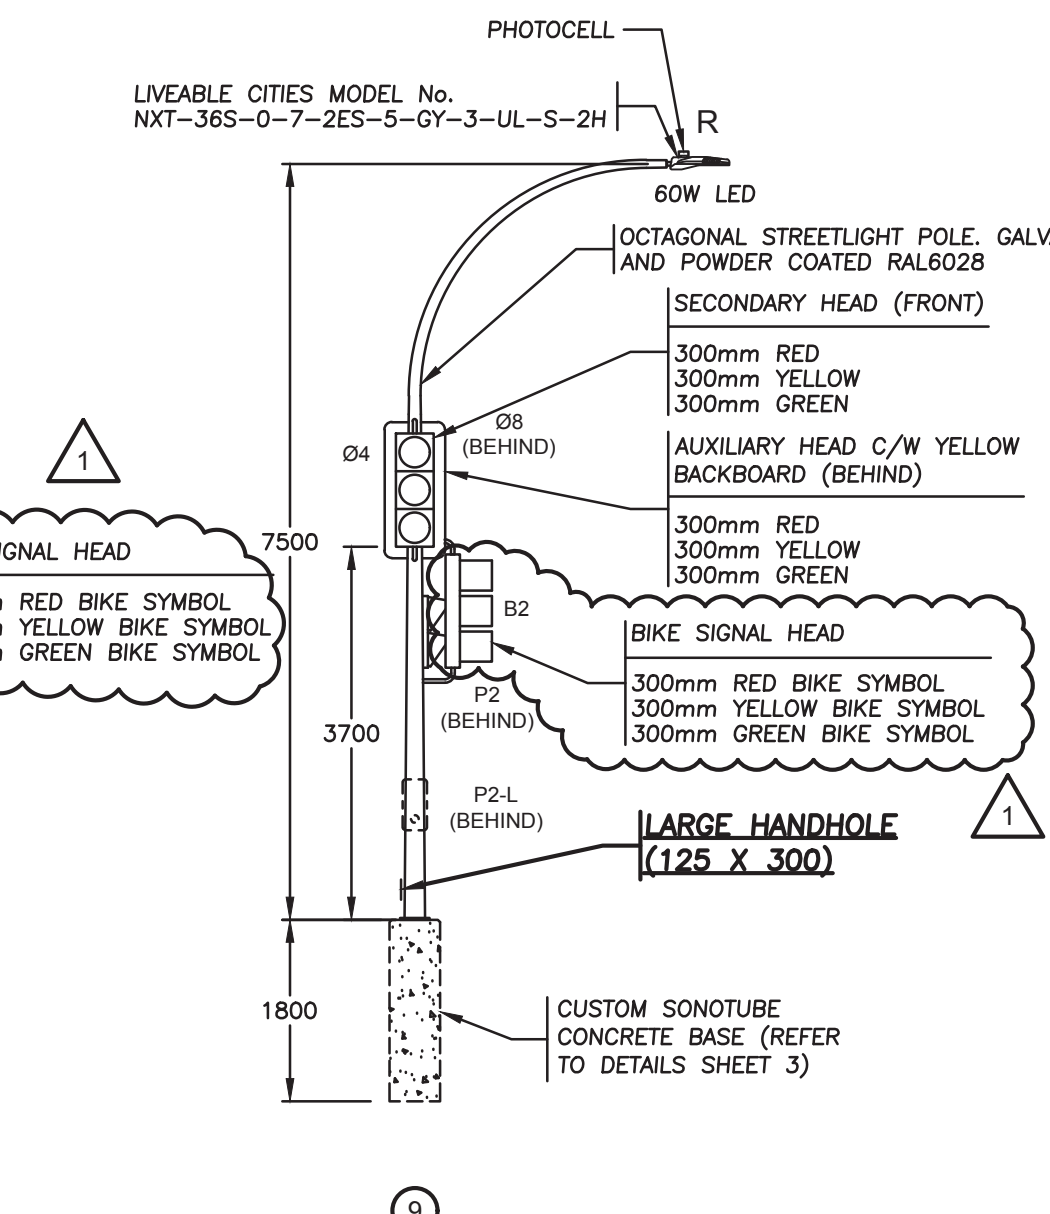 PHOTOCELL
LIVEABLE CITIES MODEL No.
NXT-36S-0-7-2ES-5-GY-3-UL-S-2H
R
60W LED
OCTAGONAL STREETLIGHT POLE. GALV.
AND POWDER COATED RAL6028
SECONDARY HEAD (FRONT)
300mm RED
300mm YELLOW
300mm GREEN
Ø8
(BEHIND)
Ø4
AUXILIARY HEAD C/W YELLOW
BACKBOARD (BEHIND)
300mm RED
300mm YELLOW
300mm GREEN
1
HEAD
RED BIKE SYMBOL
YELLOW BIKE SYMBOL
GREEN BIKE SYMBOL
7500
B2
BIKE SIGNAL HEAD
300mm RED BIKE SYMBOL
300mm YELLOW BIKE SYMBOL
300mm GREEN BIKE SYMBOL
P2
(BEHIND)
3700
P2-L
(BEHIND)
1
LARGE HANDHOLE
(125 X 300)
1800
CUSTOM SONOTUBE
CONCRETE BASE (REFER
TO DETAILS SHEET 3)
9